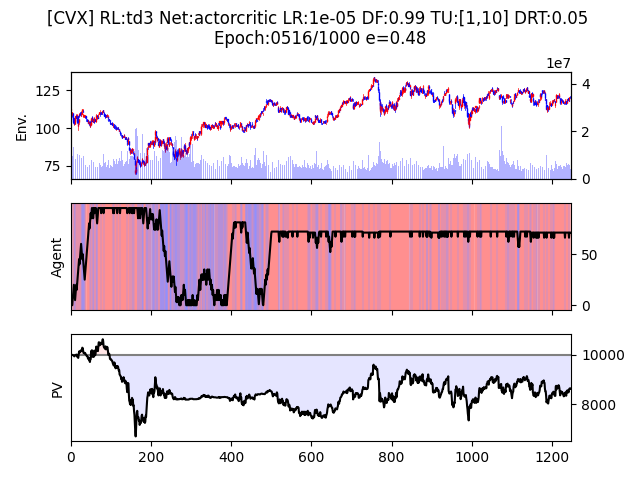 [CVX] RL:td3 Net:actorcritic LR:1e-05 DF:0.99 TU:[1,10] DRT:0.05
Epoch:0516/1000 e=0.48
1e7
125
100
75
Env.
4
2
0
Agent
50
0
PV
10000
8000
0 200 400 600 800 1000 1200